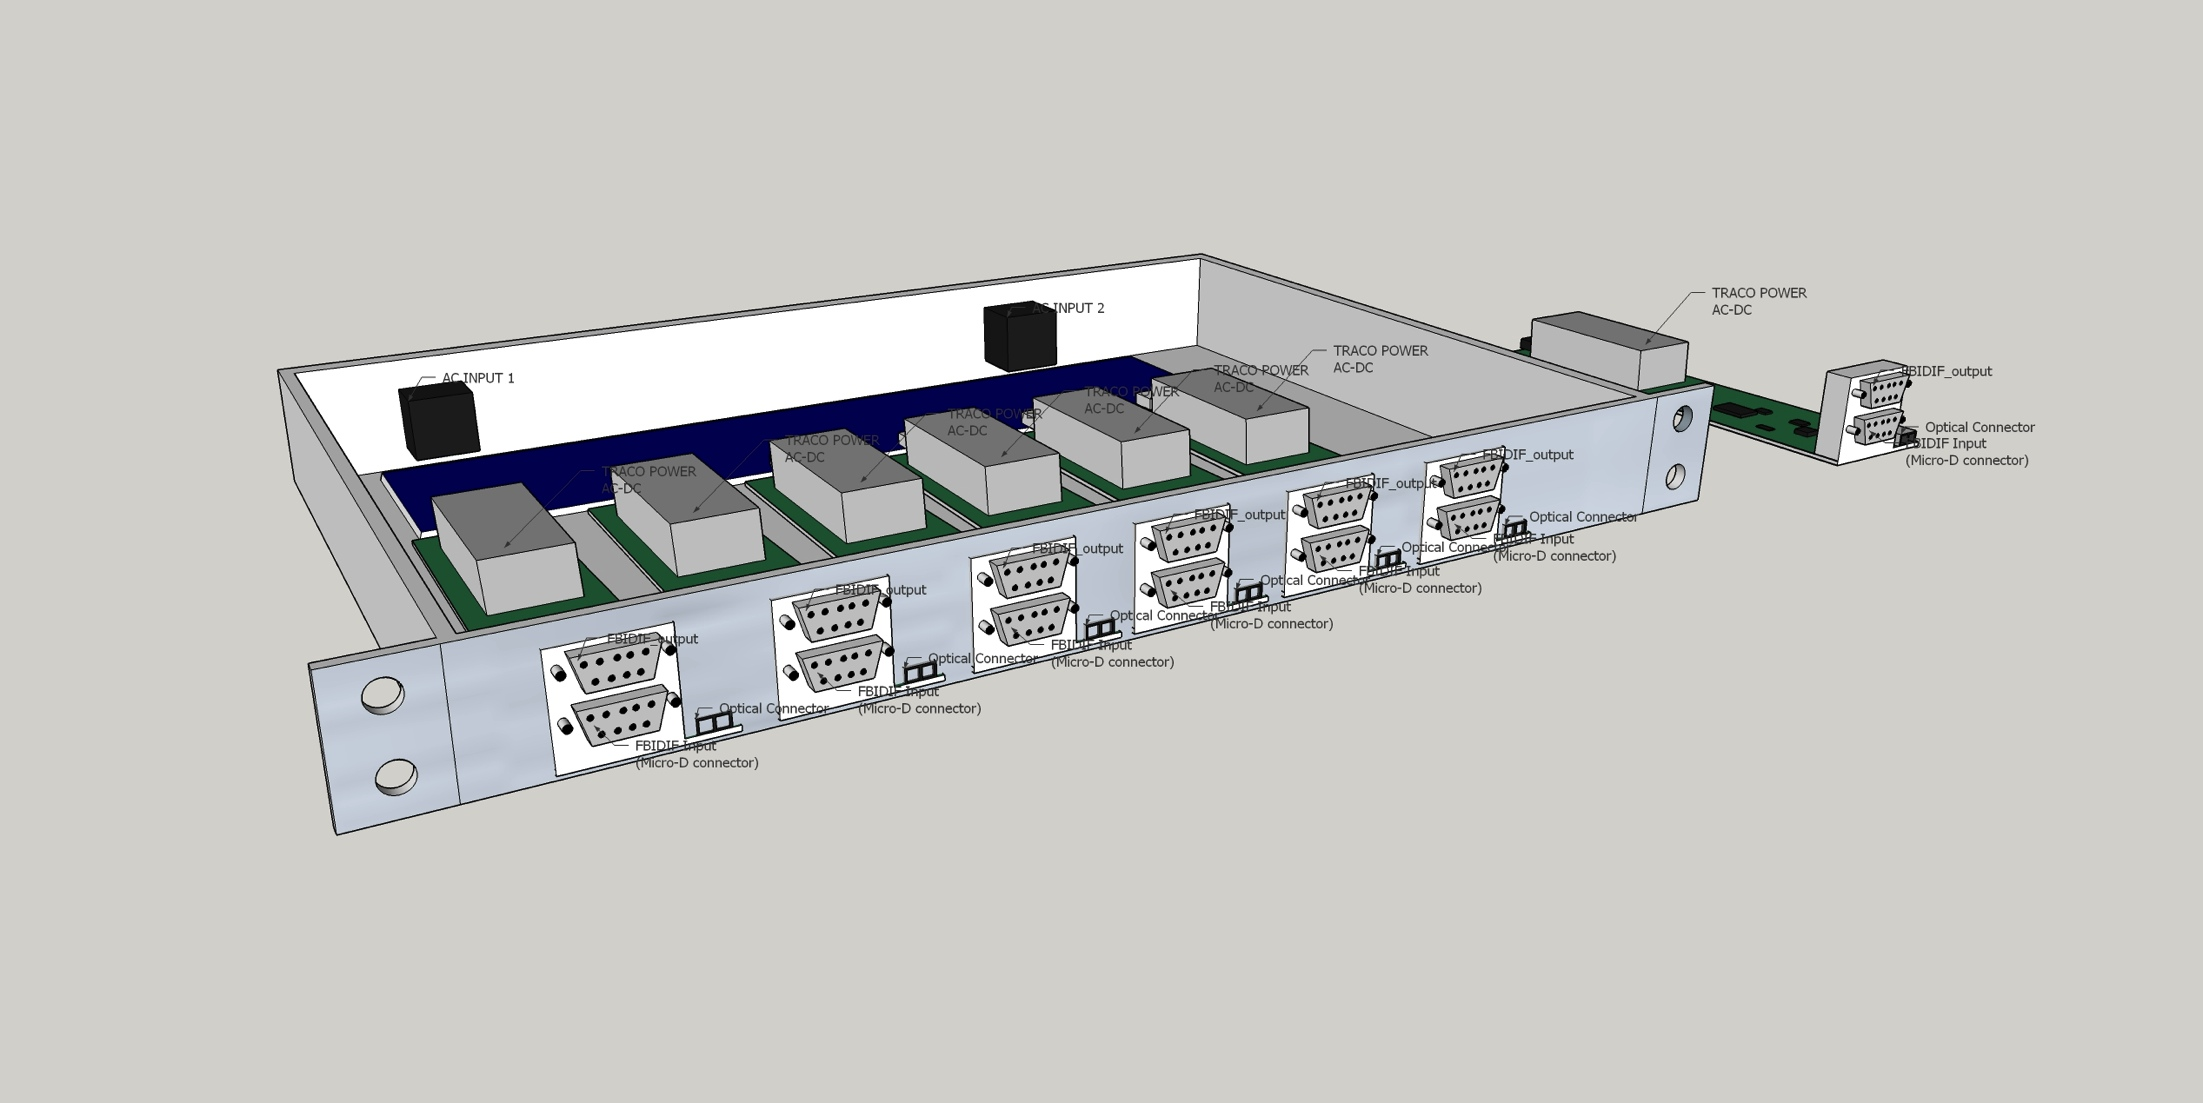 AC INPUT 1
AC INPUT 2
TRACO POWER
AC-DC
TRACO POWER
AC-DC
TRACO POWER
AC-DC
TRACO POWER
AC-DC
TRACO POWER
AC-DC
TRACO POWER
AC-DC
TRACO POWER
AC-DC
FBIDIF_output
Optical Connector
FBIDIF Input
(Micro-D connector)
FBIDIF_output
Optical Connector
FBIDIF Input
(Micro-D connector)
FBIDIF_output
Optical Connector
FBIDIF Input
(Micro-D connector)
FBIDIF_output
Optical Connector
FBIDIF Input
(Micro-D connector)
FBIDIF_output
Optical Connector
FBIDIF Input
(Micro-D connector)
FBIDIF_output
Optical Connector
FBIDIF Input
(Micro-D connector)
FBIDIF_output
Optical Connector
FBIDIF Input
(Micro-D connector)